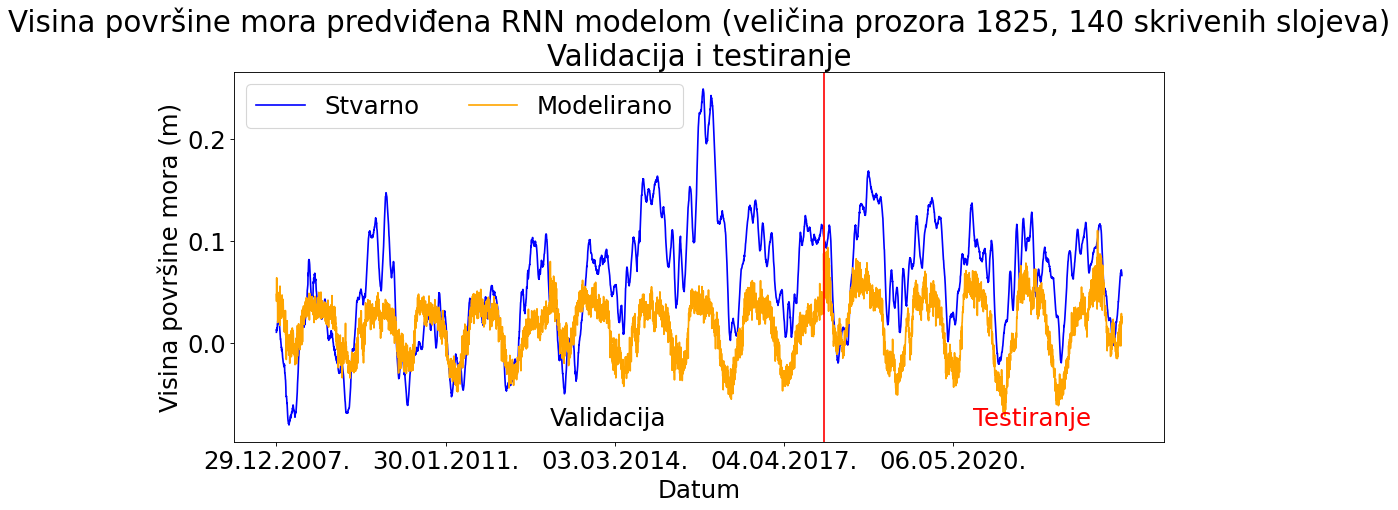 Visina površine mora predviđena RNN modelom (veličina prozora 1825, 140 skrivenih slojeva)
Validacija i testiranje
Stvarno
Modelirano
Visina površine mora (m)
0.2
0.1
0.0
Validacija
Testiranje
29.12.2007.
30.01.2011.
03.03.2014.
04.04.2017.
06.05.2020.
Datum